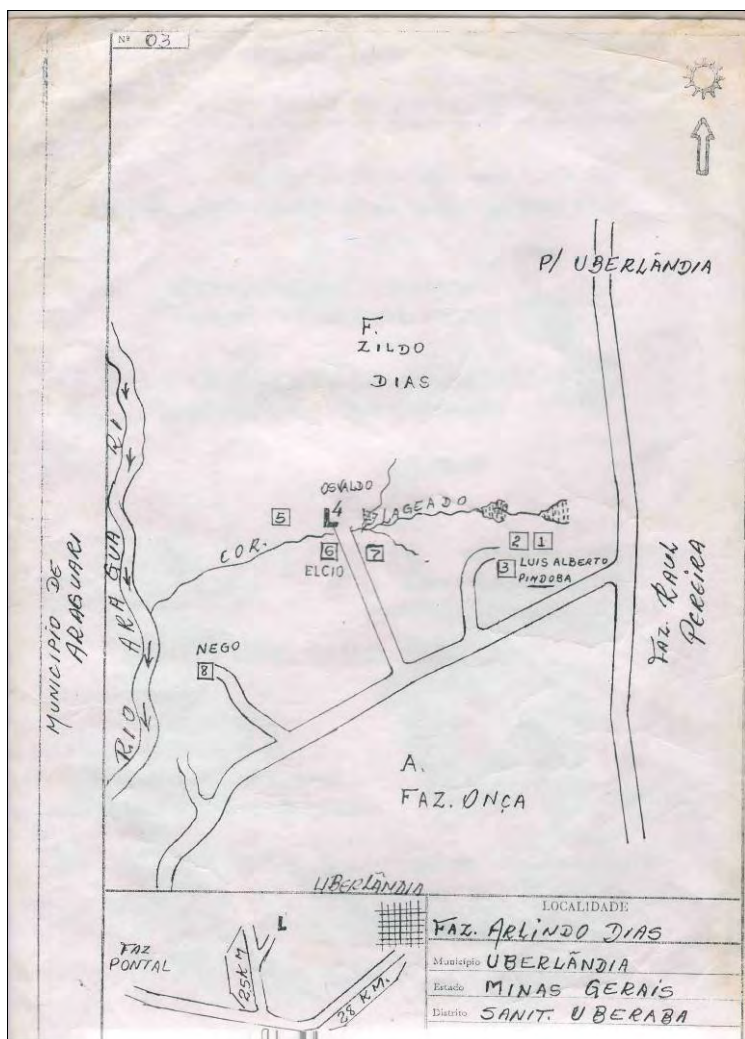 Nº 03
P/ UBERLÂNDIA
F.
ZILDO
DIAS
OSVALDO
L 4
LAGEADO
5
COR.
6
7
ELCIO
2 1
3 LUIS ALBERTO
PINDOBA
RIO ARAGUARI
MUNICIPIO DE
ARAGUARI
FAZ. RAUL
PEREIRA
NEGO
8
A.
FAZ. ONÇA
UBERLÂNDIA
L
FAZ.
PONTAL
25KM
28 KM.
LOCALIDADE
FAZ. ARLINDO DIAS
Município UBERLÂNDIA
Estado MINAS GERAIS
Distrito SANIT. UBERABA